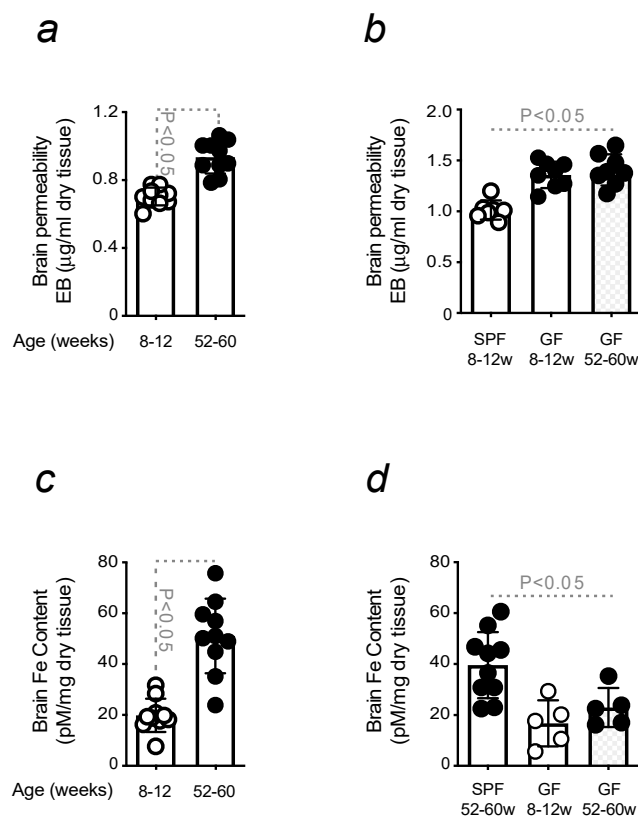 a
Brain permeability
EB (µg/ml dry tissue)
1.2
0.8
0.4
0
P<0.05
Age (weeks)
8-12
52-60
b
Brain permeability
EB (µg/ml dry tissue)
2.0
1.5
1.0
0.5
0
P<0.05
SPF
8-12w
GF
8-12w
GF
52-60w
c
Brain Fe Content
(pM/mg dry tissue)
80
60
40
20
0
P<0.05
Age (weeks)
8-12
52-60
d
Brain Fe Content
(pM/mg dry tissue)
80
60
40
20
0
P<0.05
SPF
52-60w
GF
8-12w
GF
52-60w